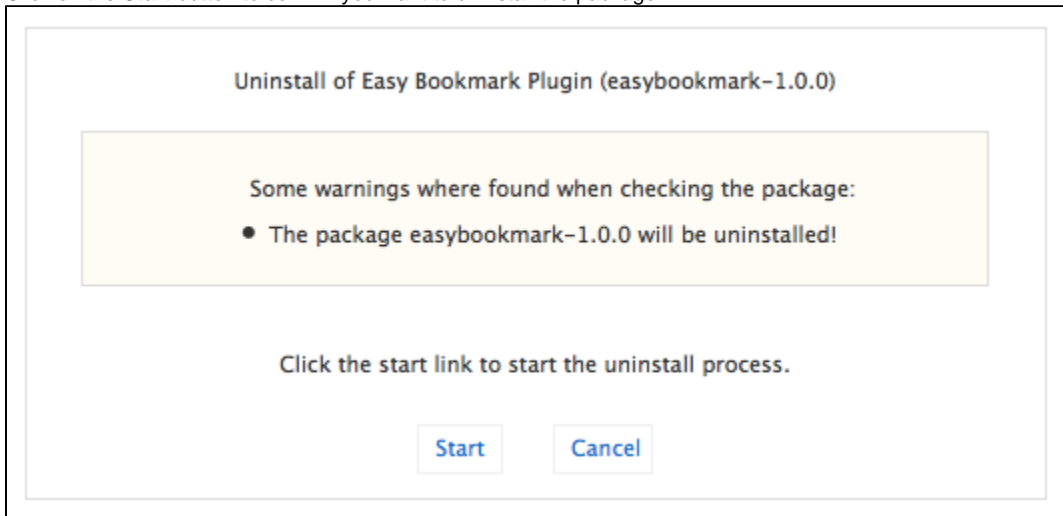 Uninstall of Easy Bookmark Plugin (easybookmark-1.0.0)
Some warnings where found when checking the package:
• The package easybookmark-1.0.0 will be uninstalled!
Click the start link to start the uninstall process.
Start Cancel